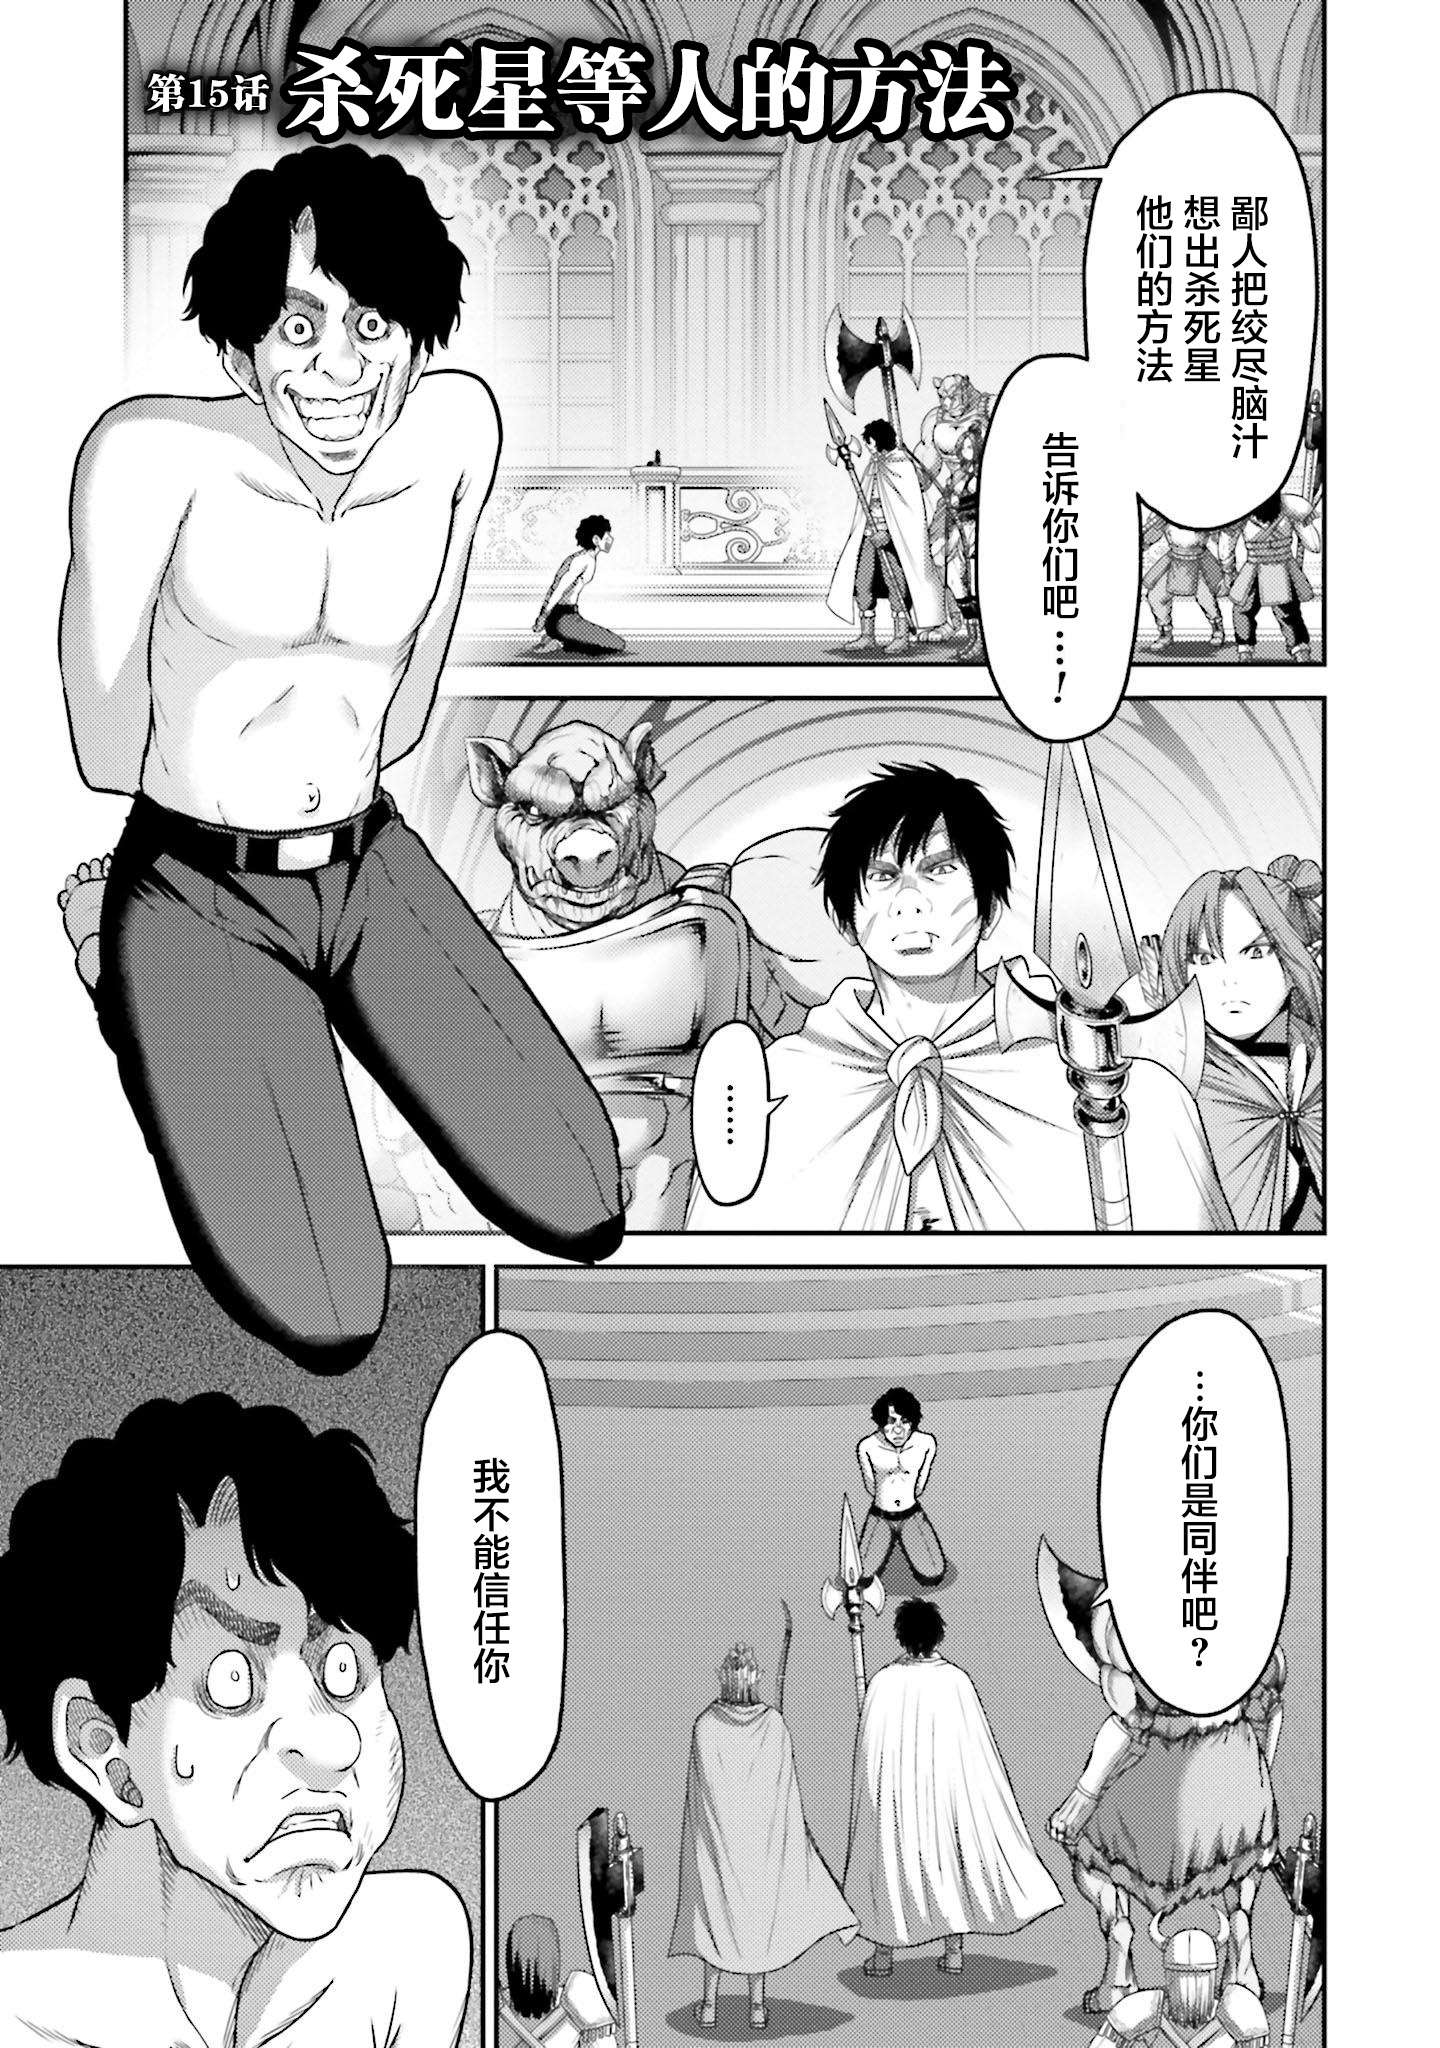 第15话 杀死星等人的方法
鄙人把绞尽脑汁
想出杀死星
他们的方法
告诉你们吧…！
……
…你们是同伴吧？
我不能信任你